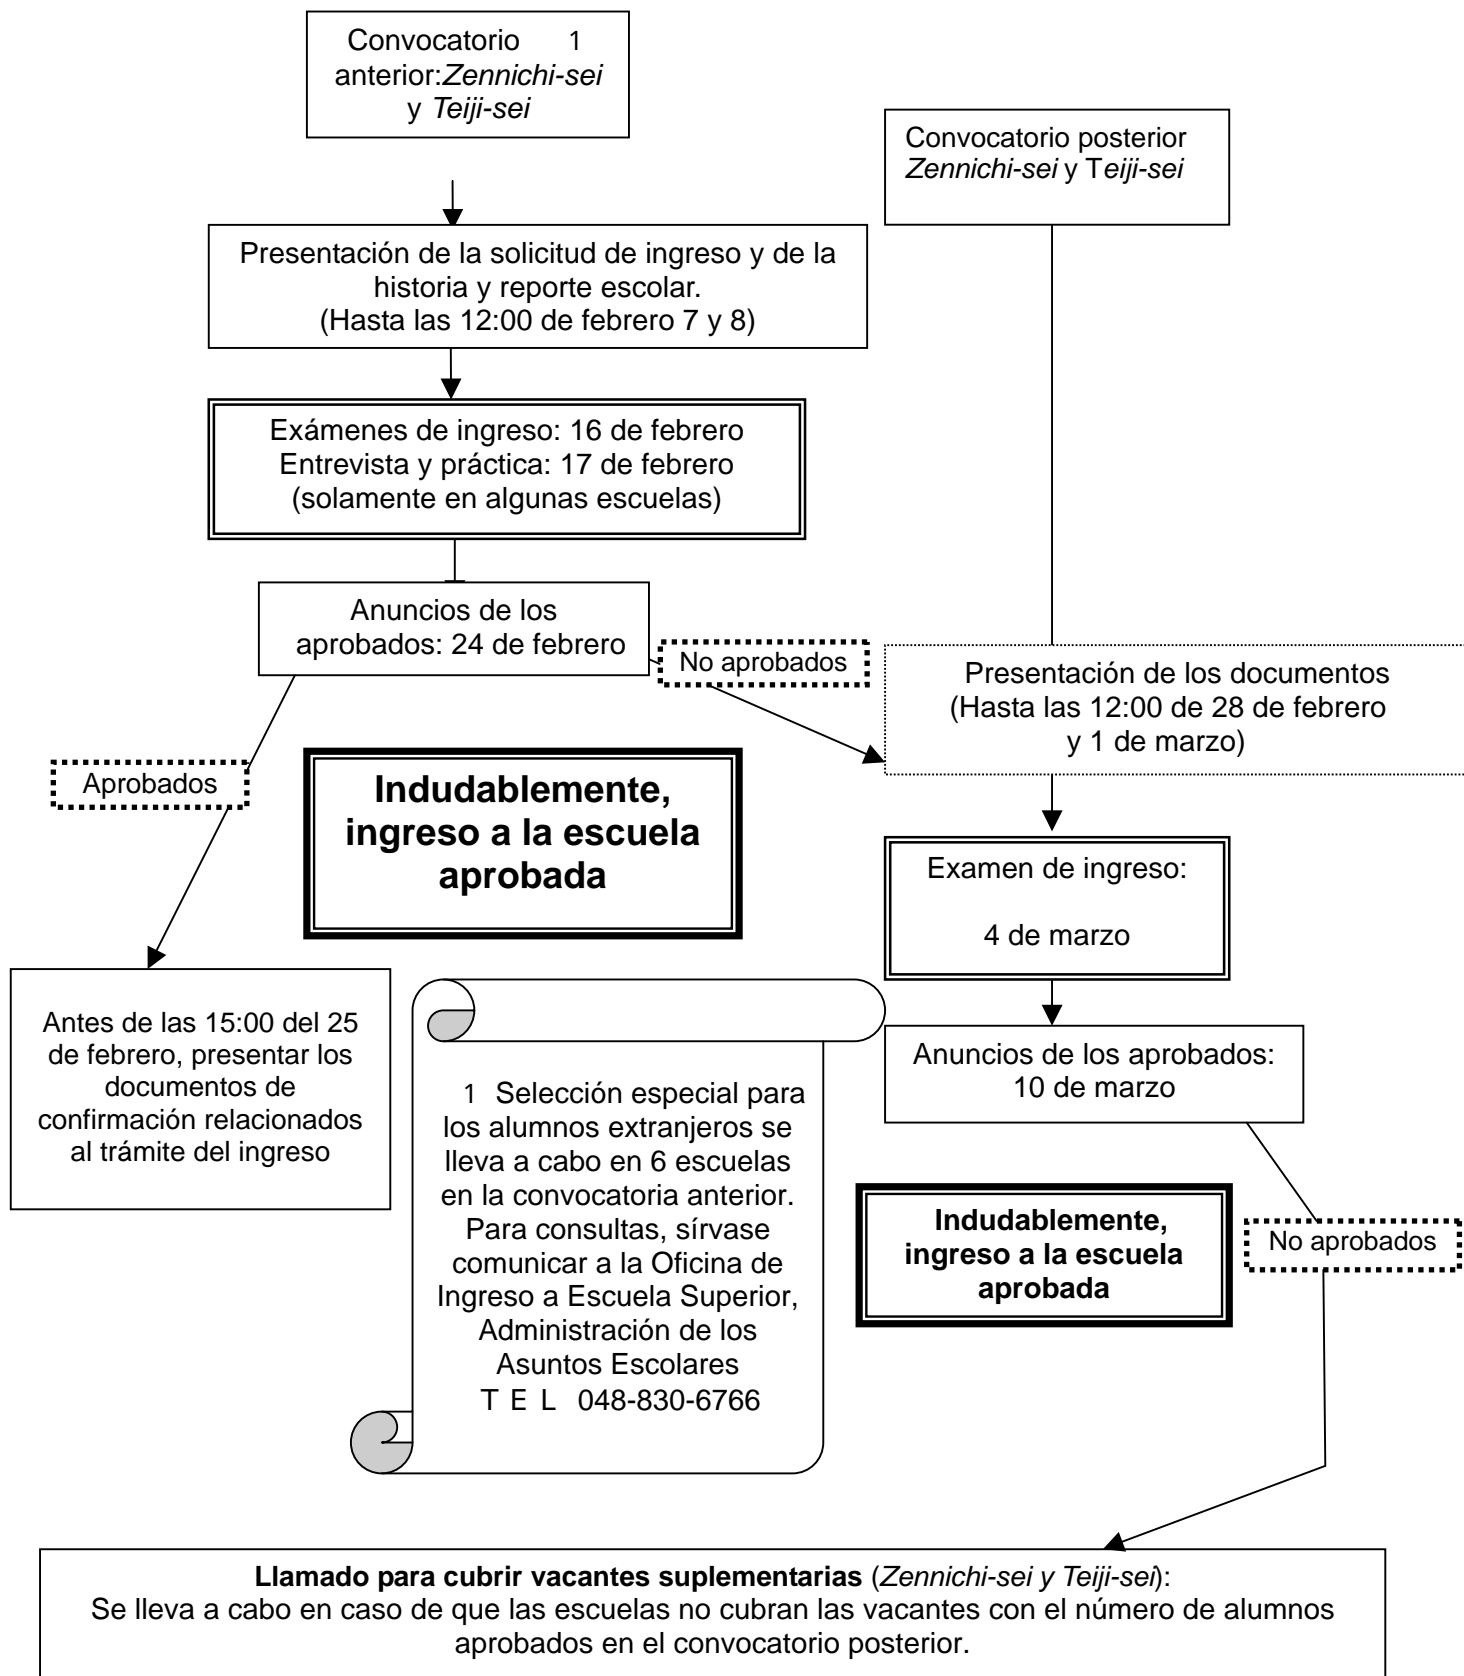 Convocatorio 1
anterior:Zennichi-sei
y Teiji-sei
Convocatorio posterior
Zennichi-sei y Teiji-sei
Presentación de la solicitud de ingreso y de la
historia y reporte escolar.
(Hasta las 12:00 de febrero 7 y 8)
Exámenes de ingreso: 16 de febrero
Entrevista y práctica: 17 de febrero
(solamente en algunas escuelas)
Anuncios de los
aprobados: 24 de febrero
No aprobados
Presentación de los documentos
(Hasta las 12:00 de 28 de febrero
y 1 de marzo)
Aprobados
Indudablemente,
ingreso a la escuela
aprobada
Examen de ingreso:
4 de marzo
Antes de las 15:00 del 25
de febrero, presentar los
documentos de
confirmación relacionados
al trámite del ingreso
Anuncios de los aprobados:
10 de marzo
1 Selección especial para
los alumnos extranjeros se
lleva a cabo en 6 escuelas
en la convocatoria anterior.
Para consultas, sírvase
comunicar a la Oficina de
Ingreso a Escuela Superior,
Administración de los
Asuntos Escolares
ＴＥＬ 048-830-6766
Indudablemente,
ingreso a la escuela
aprobada
No aprobados
Llamado para cubrir vacantes suplementarias (Zennichi-sei y Teiji-sei):
Se lleva a cabo en caso de que las escuelas no cubran las vacantes con el número de alumnos
aprobados en el convocatorio posterior.